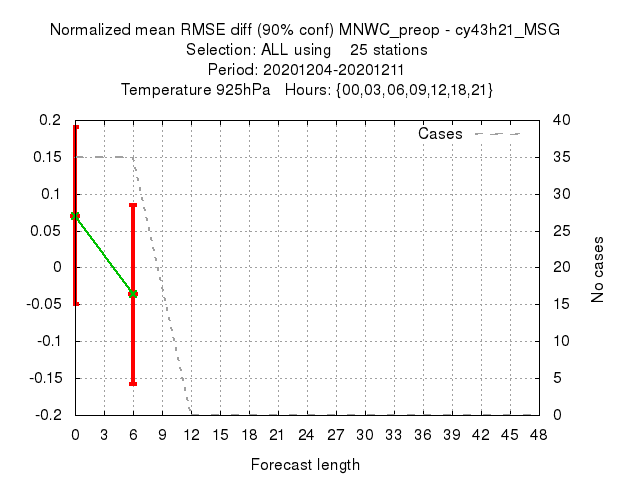 Normalized mean RMSE diff (90% conf) MNWC_preop - cy43h21_MSG
Selection: ALL using    25 stations
Period: 20201204-20201211
Temperature 925hPa   Hours: {00,03,06,09,12,18,21}
Cases
0.2
0.15
0.1
0.05
0
-0.05
-0.1
-0.15
-0.2
40
35
30
25
20
15
10
5
0
No cases
0 3 6 9 12 15 18 21 24 27 30 33 36 39 42 45 48
Forecast length